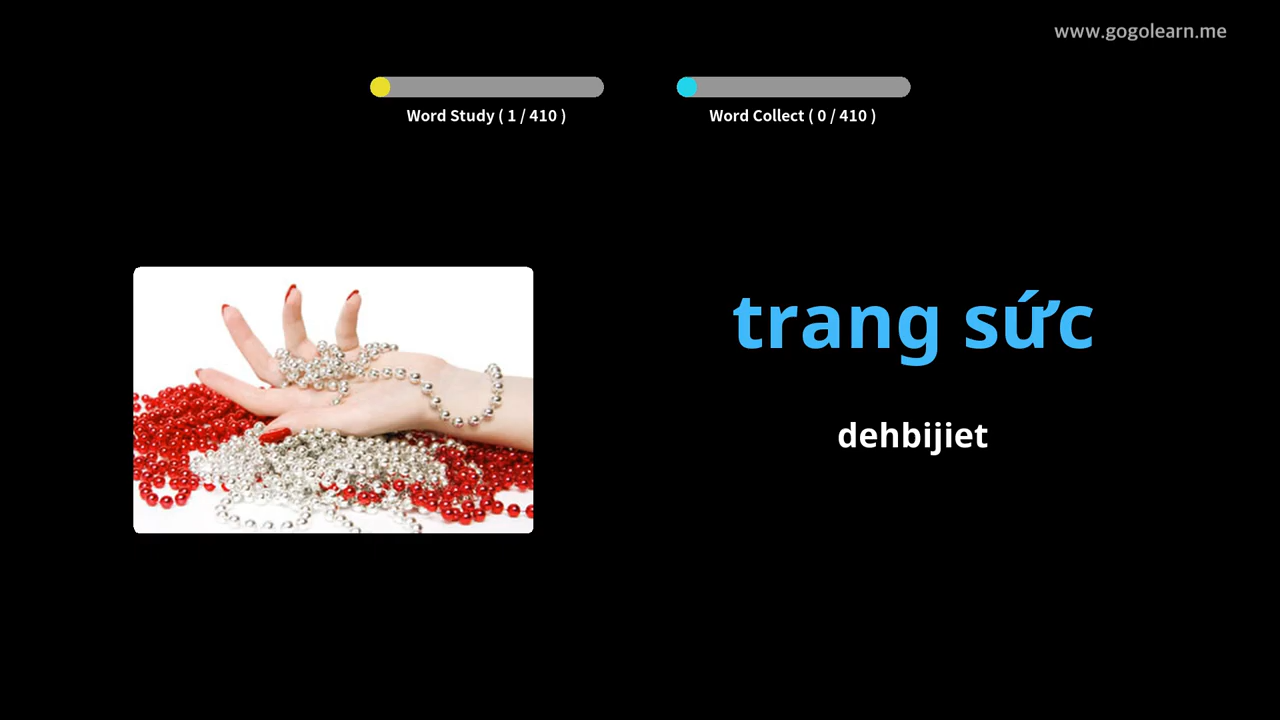 www.gogolearn.me
Word Study ( 1 / 410 )
Word Collect ( 0 / 410 )
trang sức
dehbijiet